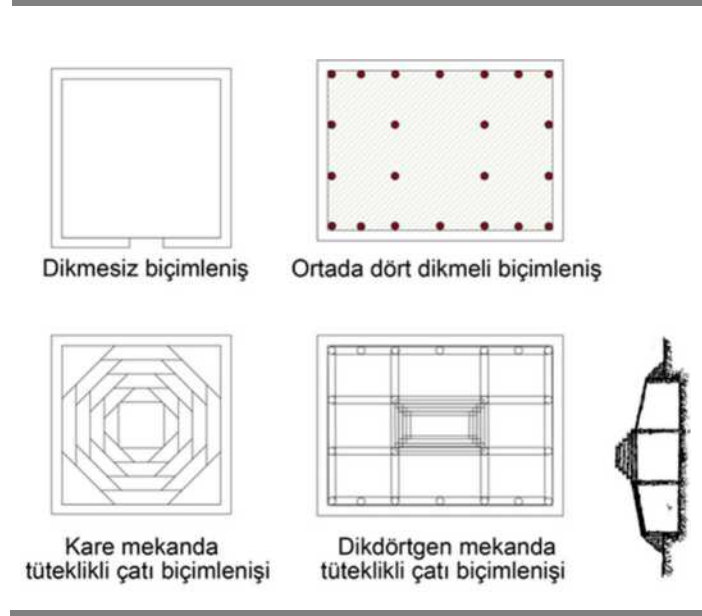 Dikmesiz biçimleniş
Ortada dört dikmeli biçimleniş
Kare mekanda
tüteklikli çatı biçimlenişi
Dikdörtgen mekanda
tüteklikli çatı biçimlenişi